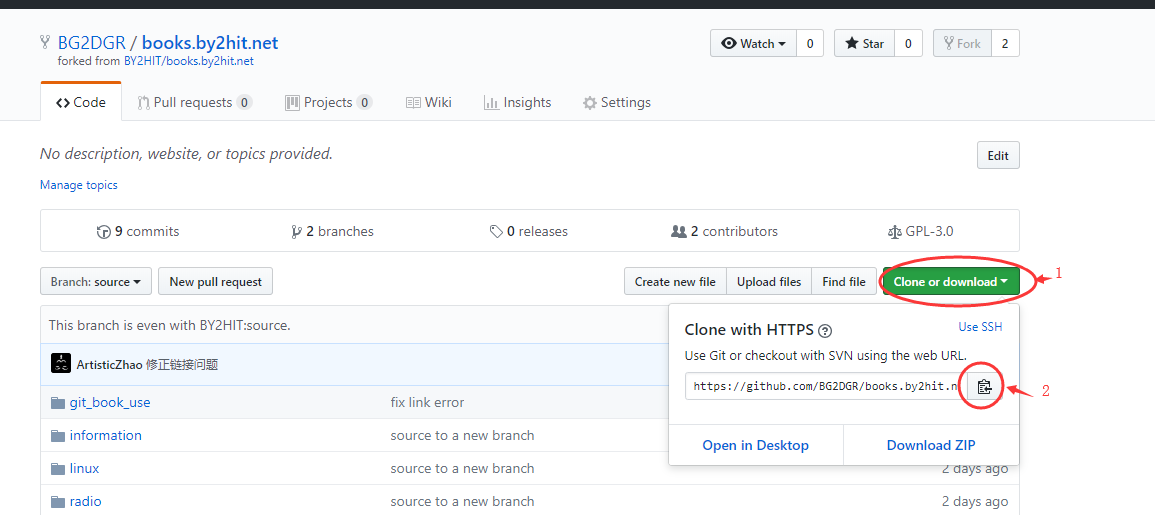 BG2DGR / books.by2hit.net
forked from BY2HIT/books.by2hit.net
Watch 0 Star 0 Fork 2
Code Pull requests 0 Projects 0 Wiki Insights Settings
No description, website, or topics provided.
Edit
Manage topics
9 commits 2 branches 0 releases 2 contributors GPL-3.0
Branch: source New pull request Create new file Upload files Find file Clone or download 1
This branch is even with BY2HIT:source.
ArtisticZhao 修正链接问题
git_book_use fix link error
information source to a new branch
linux source to a new branch 2 days ago
radio source to a new branch 2 days ago
Clone with HTTPS ? Use SSH
Use Git or checkout with SVN using the web URL.
https://github.com/BG2DGR/books.by2hit.n 2
Open in Desktop Download ZIP